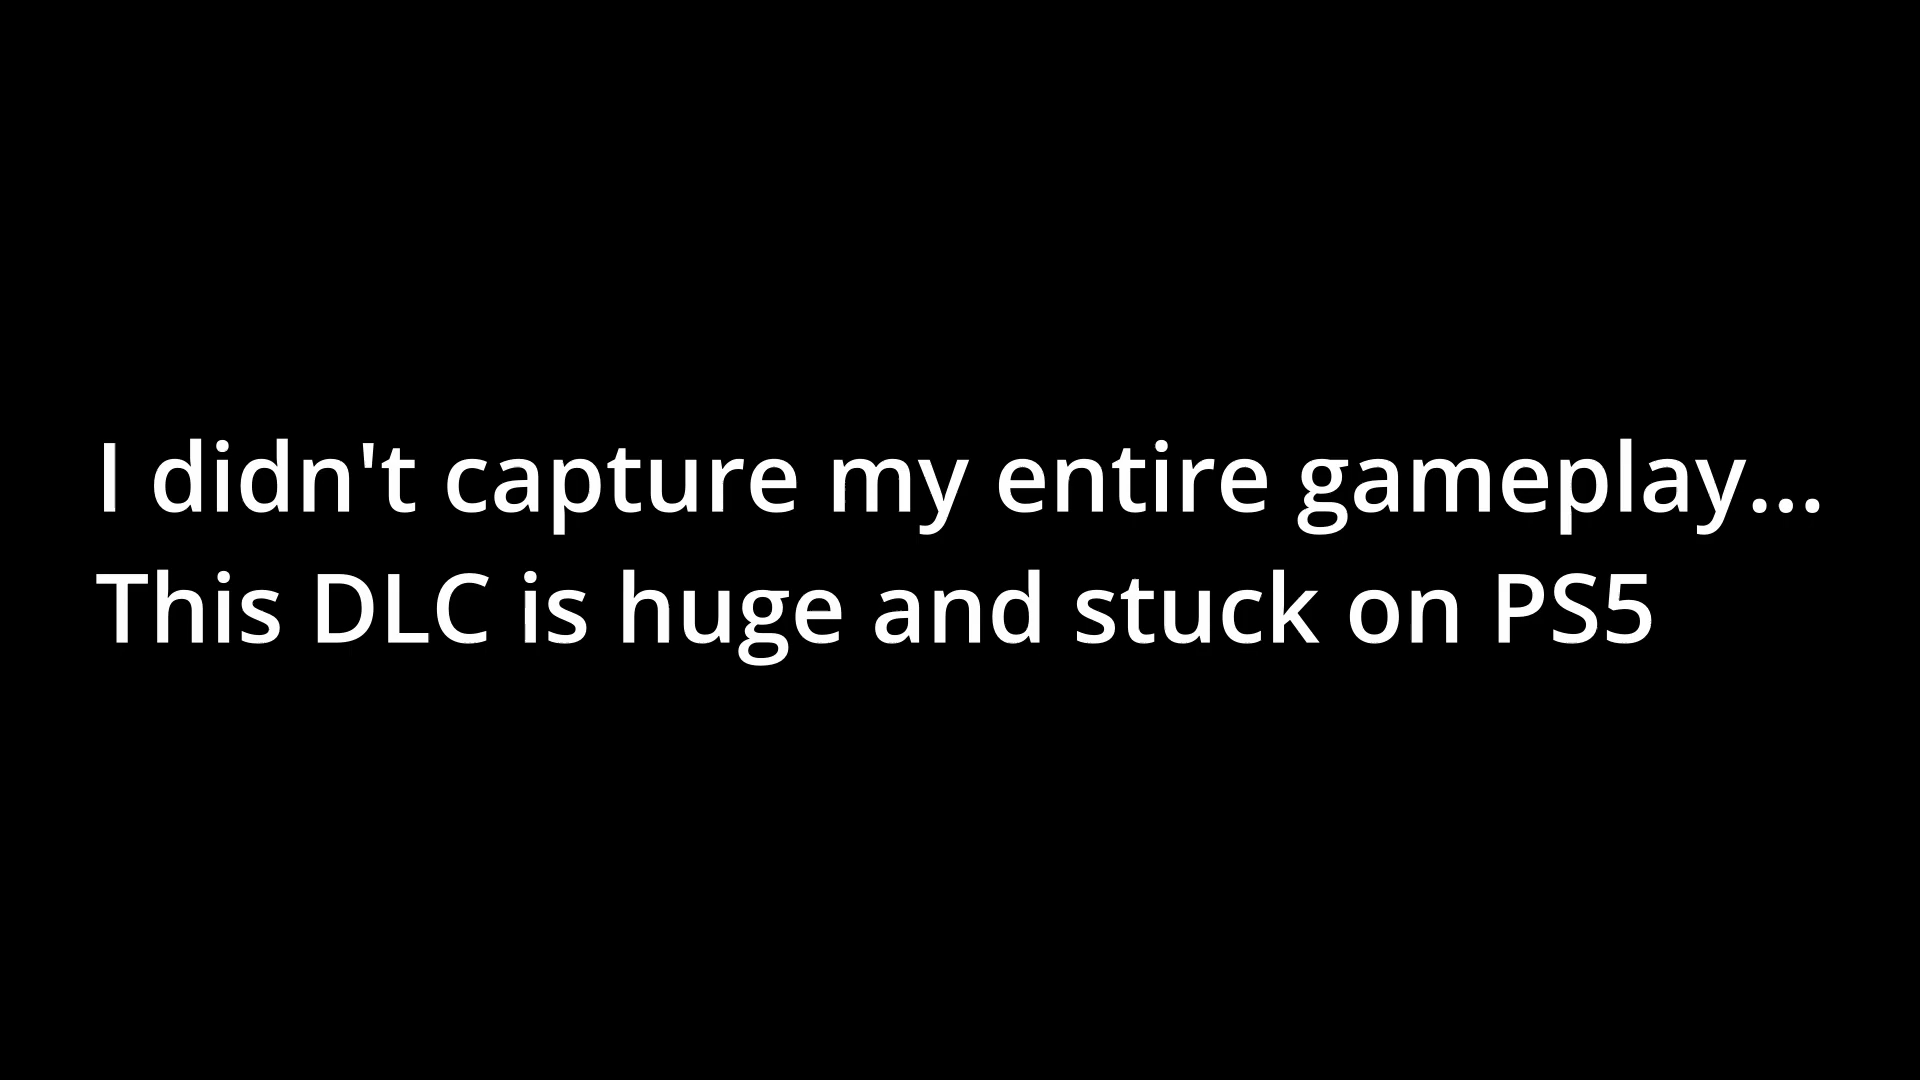 I didn't capture my entire gameplay...
This DLC is huge and stuck on PS5